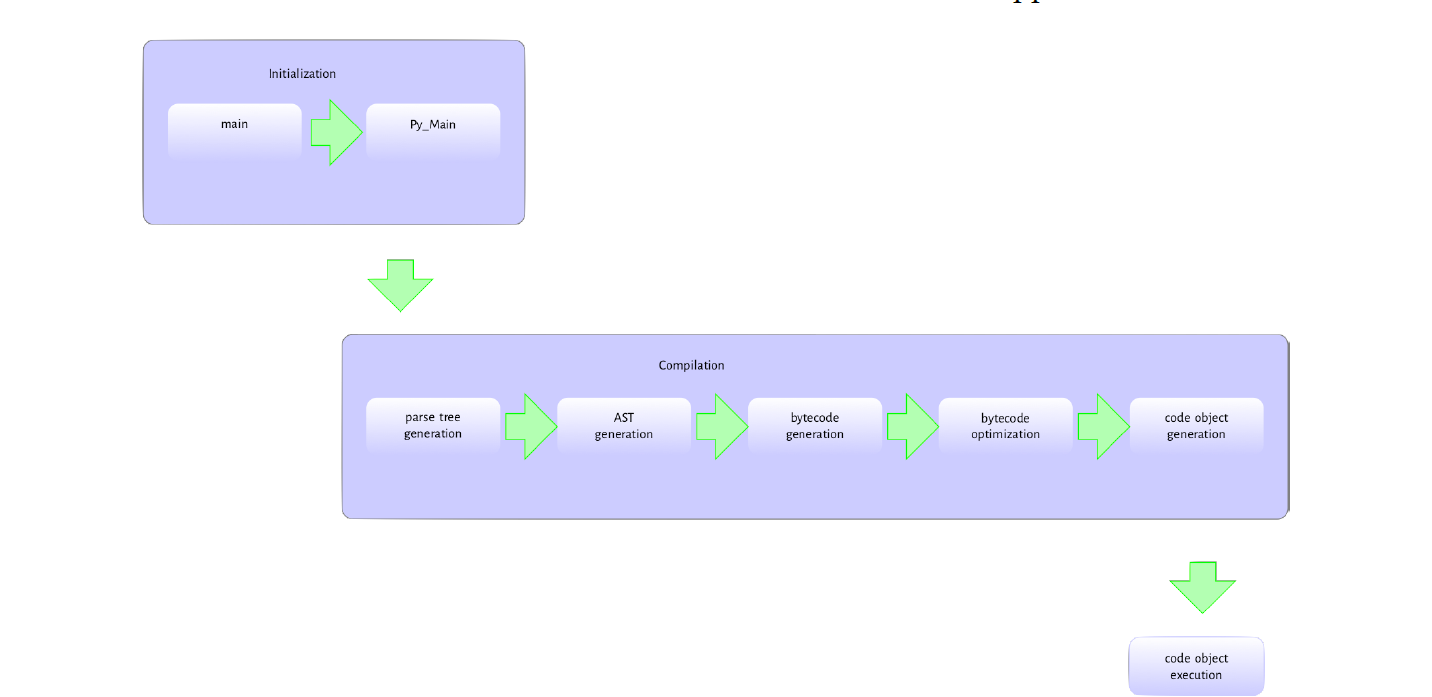 Initialization
main
Py_Main
Compilation
parse tree
generation
AST
generation
bytecode
generation
bytecode
optimization
code object
generation
code object
execution